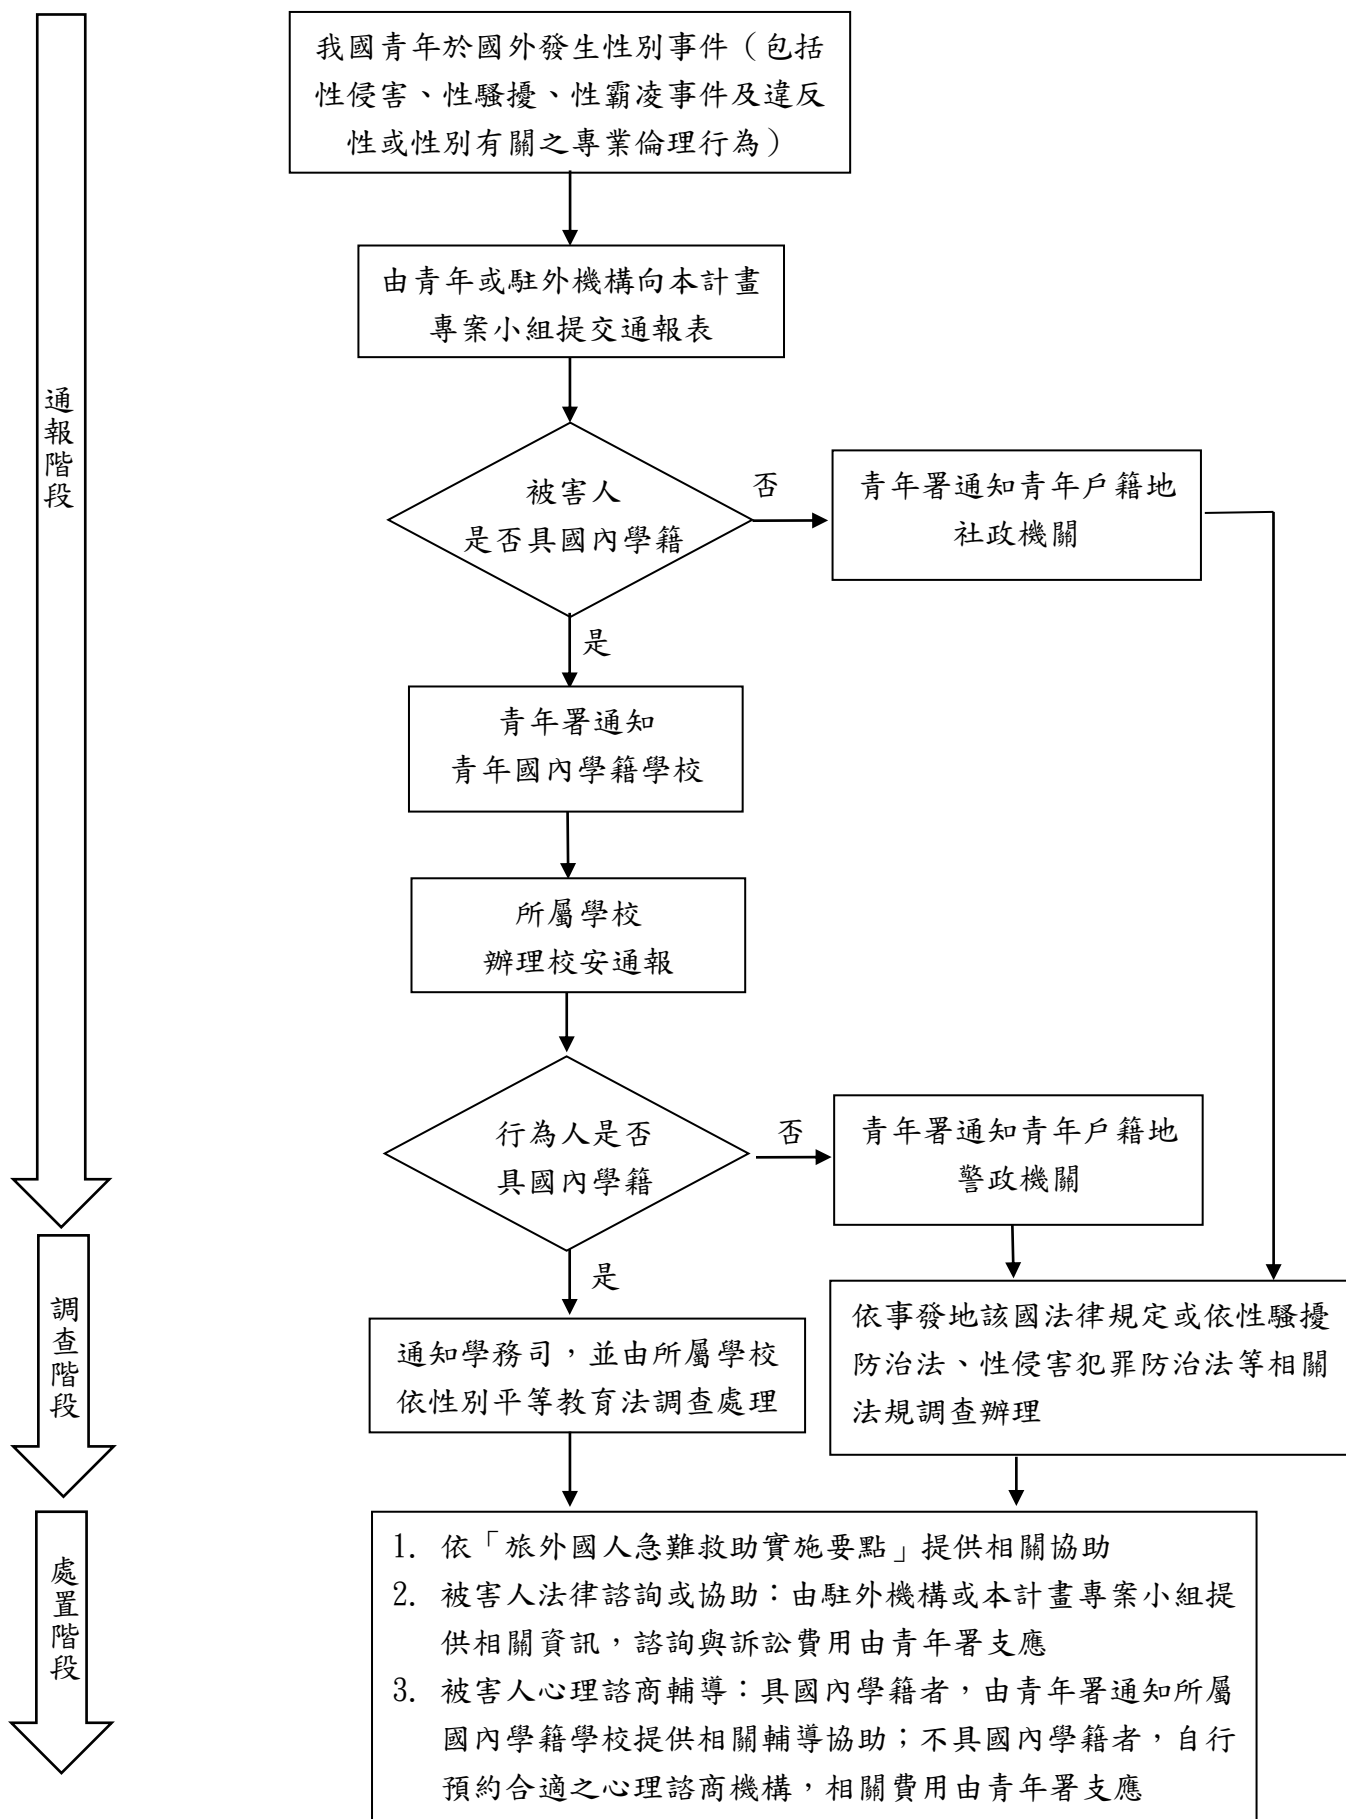 我國青年於國外發生性別事件（包括
性侵害、性騷擾、性霸凌事件及違反
性或性別有關之專業倫理行為）
由青年或駐外機構向本計畫
專案小組提交通報表
通報階段
被害人
是否具國內學籍
否
青年署通知青年戶籍地
社政機關
是
青年署通知
青年國內學籍學校
所屬學校
辦理校安通報
行為人是否
具國內學籍
否
青年署通知青年戶籍地
警政機關
是
調查階段
通知學務司，並由所屬學校
依性別平等教育法調查處理
依事發地該國法律規定或依性騷擾
防治法、性侵害犯罪防治法等相關
法規調查辦理
處置階段
1. 依「旅外國人急難救助實施要點」提供相關協助
2. 被害人法律諮詢或協助：由駐外機構或本計畫專案小組提
供相關資訊，諮詢與訴訟費用由青年署支應
3. 被害人心理諮商輔導：具國內學籍者，由青年署通知所屬
國內學籍學校提供相關輔導協助；不具國內學籍者，自行
預約合適之心理諮商機構，相關費用由青年署支應